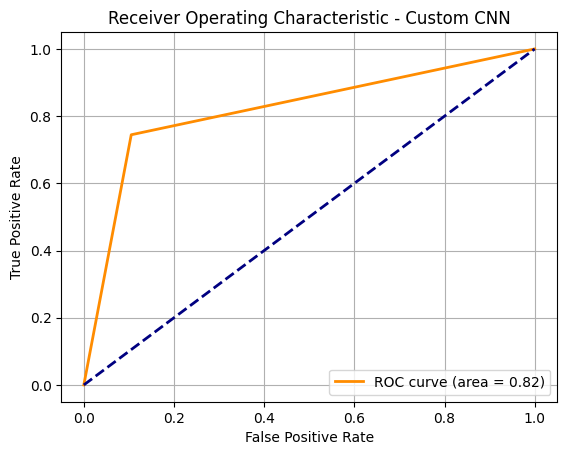 Receiver Operating Characteristic - Custom CNN
True Positive Rate
1.0
0.8
0.6
0.4
0.2
0.0
ROC curve (area = 0.82)
0.0 0.2 0.4 0.6 0.8 1.0
False Positive Rate